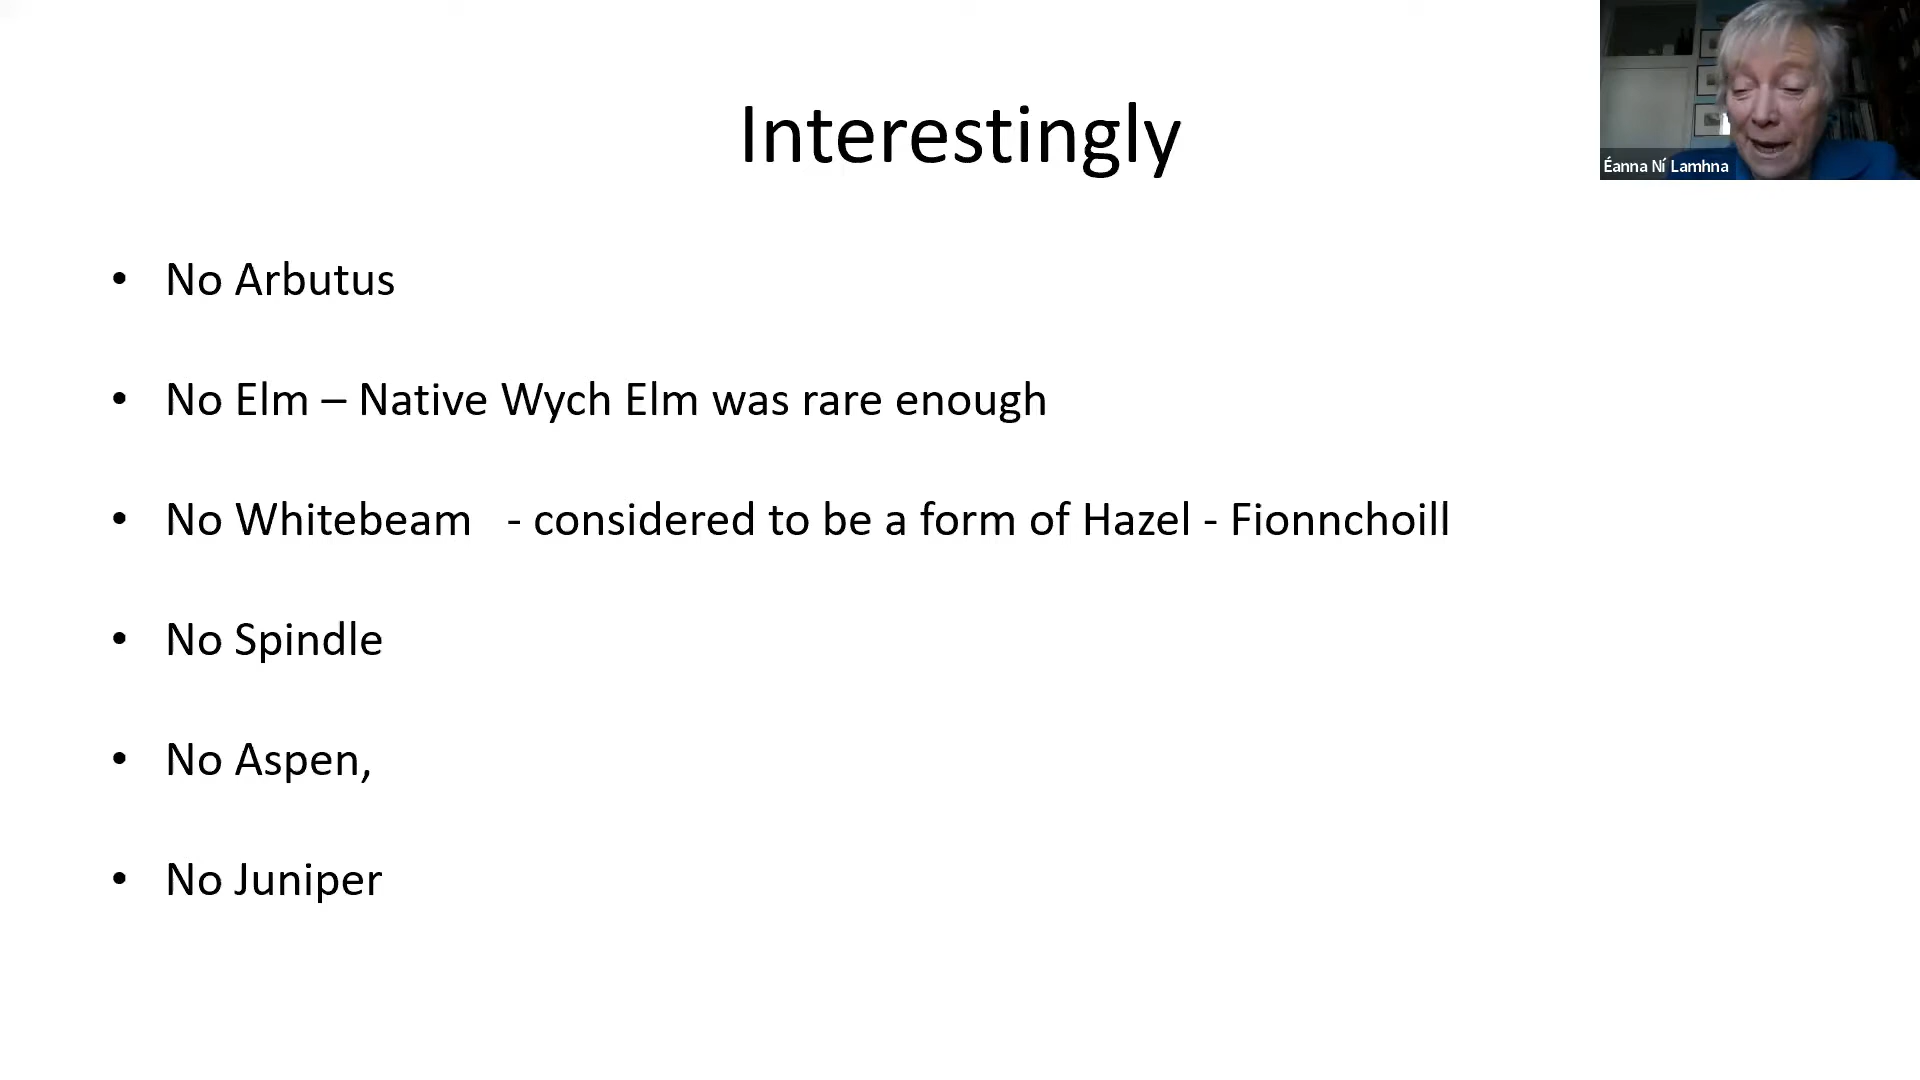 Interestingly
Éanna Ní Lamhna
• No Arbutus
• No Elm – Native Wych Elm was rare enough
• No Whitebeam - considered to be a form of Hazel - Fionnchoill
• No Spindle
• No Aspen,
• No Juniper